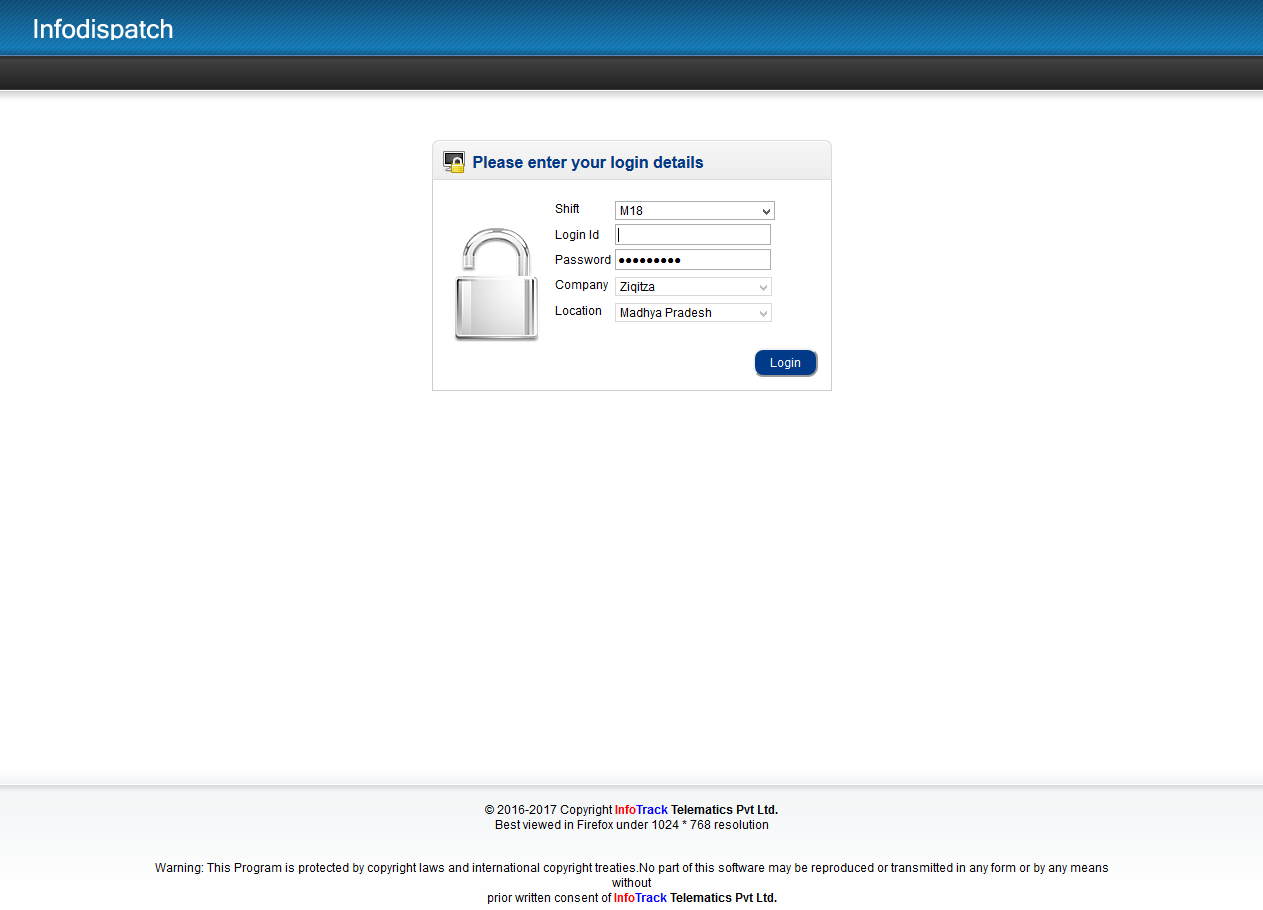 Infodispatch
Please enter your login details
Shift M18
Login Id
Password •••••••••
Company Ziqitza
Location Madhya Pradesh
Login
© 2016-2017 Copyright InfoTrack Telematics Pvt Ltd.
Best viewed in Firefox under 1024 * 768 resolution
Warning: This Program is protected by copyright laws and international copyright treaties.No part of this software may be reproduced or transmitted in any form or by any means
without
prior written consent of InfoTrack Telematics Pvt Ltd.